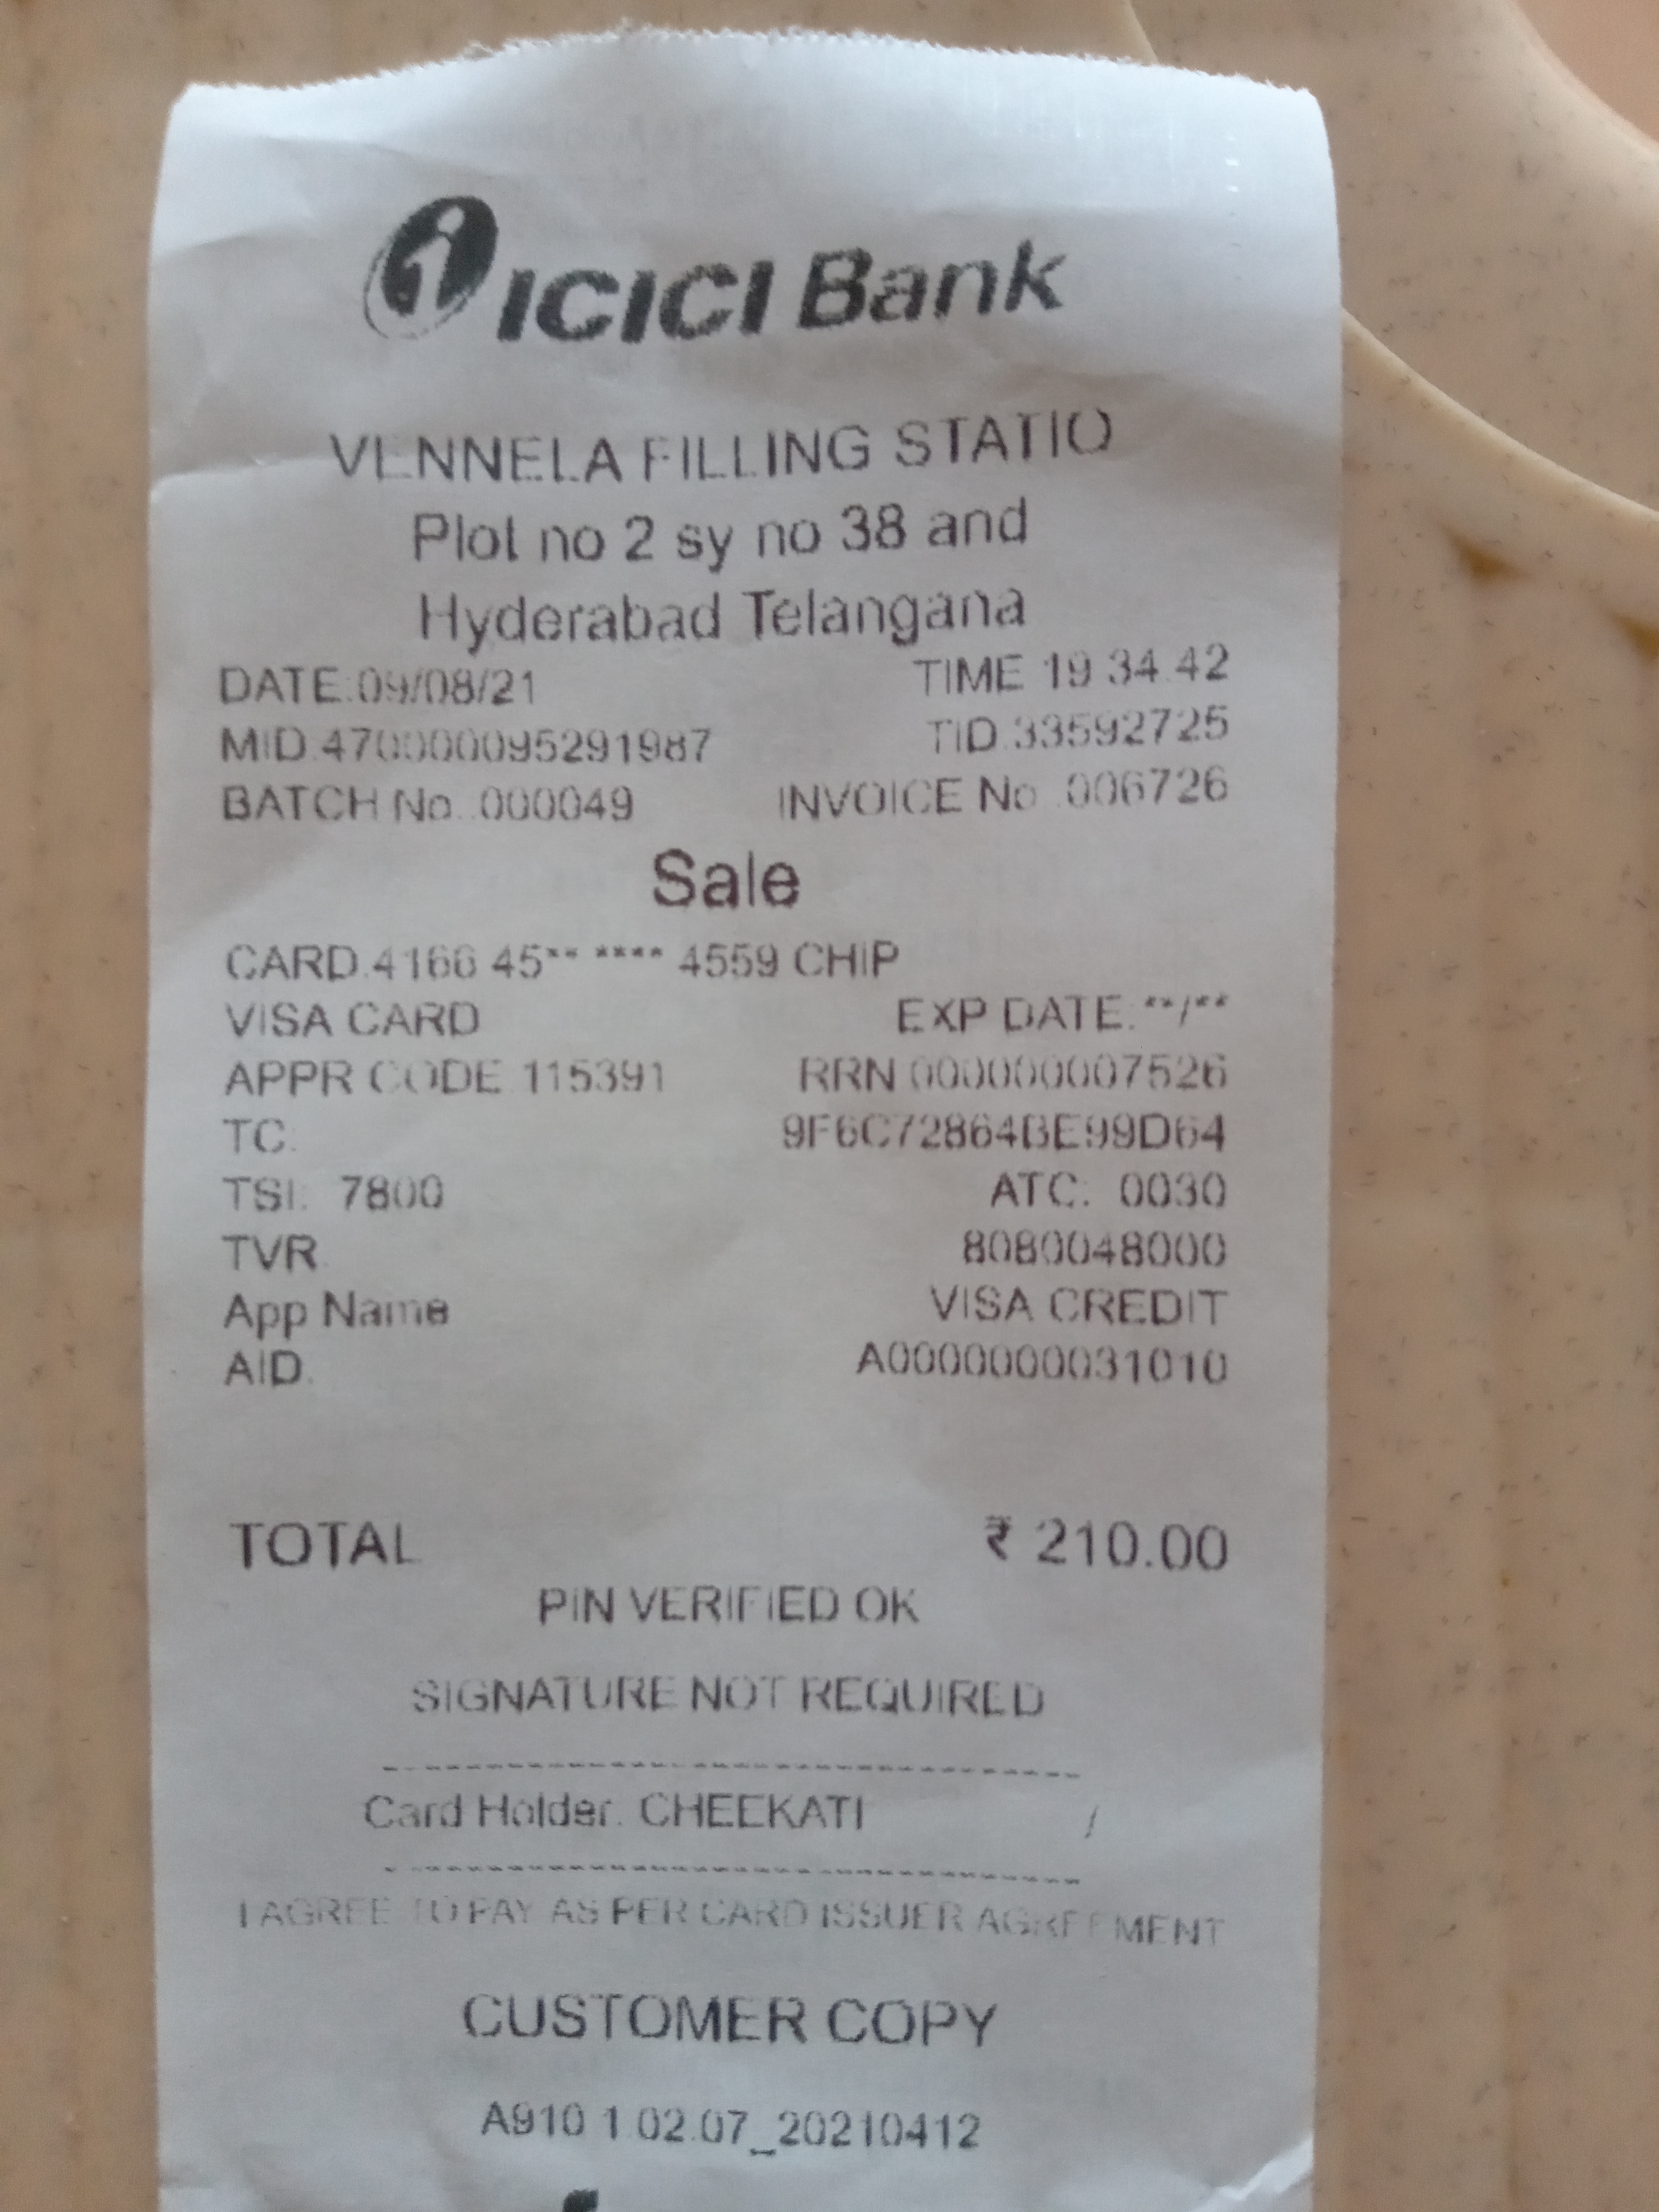 ICICI Bank
VENNELA FILLING STATIO
Plot no 2 sy no 38 and
Hyderabad Telangana
DATE:09/08/21 TIME 19 34 42
MID.470000095291987 TID.33592725
BATCH No..000049 INVOICE No .006726
Sale
CARD.4166 45** **** 4559 CHIP
VISA CARD EXP DATE:**/**
APPR CODE 115391 RRN 000000007526
TC: 9F6C72864BE99D64
TSI: 7800 ATC: 0030
TVR 8080048000
App Name VISA CREDIT
AID. A0000000031010
TOTAL ₹ 210.00
PIN VERIFIED OK
SIGNATURE NOT REQUIRED
Card Holder. CHEEKATI /
I AGREE TO PAY AS PER CARD ISSUER AGREEMENT
CUSTOMER COPY
A910 1.02.07_20210412